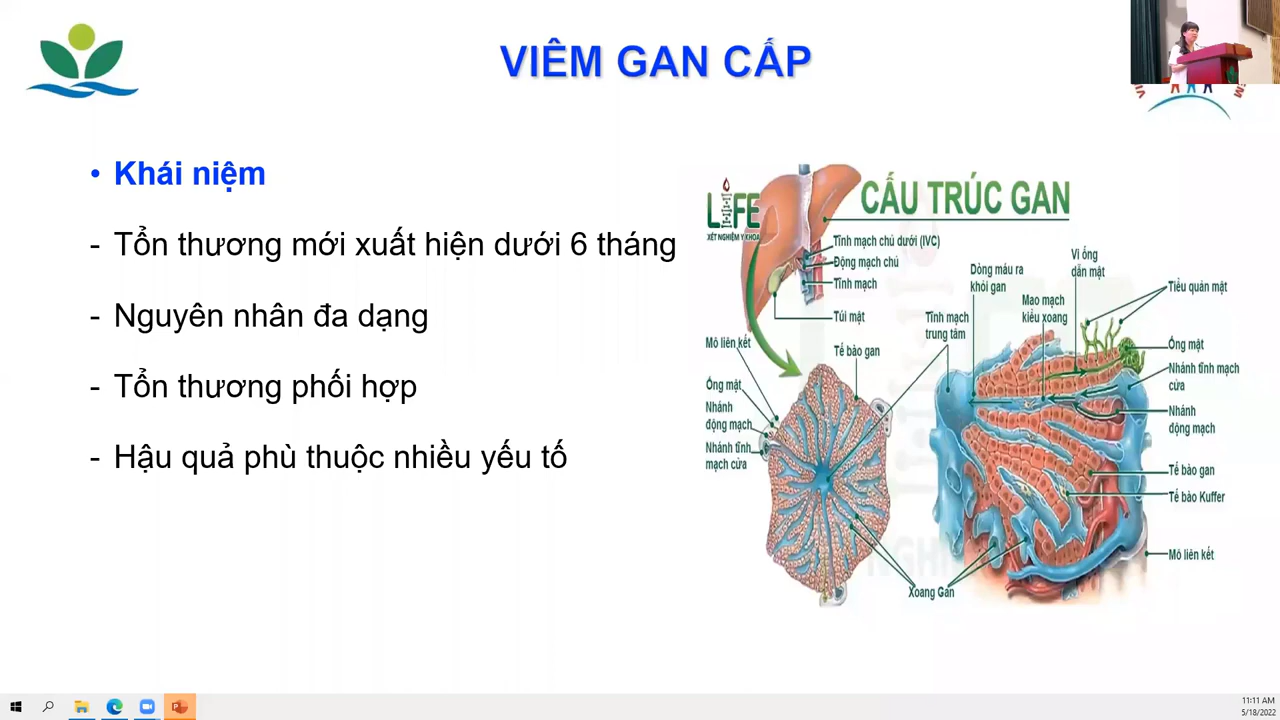 VIÊM GAN CẤP
• Khái niệm
- Tổn thương mới xuất hiện dưới 6 tháng
- Nguyên nhân đa dạng
- Tổn thương phối hợp
- Hậu quả phù thuộc nhiều yếu tố
LIFE
XÉT NGHIỆM Y KHOA
CẤU TRÚC GAN
Tĩnh mạch chủ dưới (IVC)
Động mạch chủ
Tĩnh mạch
Túi mật
Mô liên kết
Tế bào gan
Ống mật
Nhánh
động mạch
Nhánh tĩnh
mạch cửa
Tĩnh mạch
trung tâm
Dòng máu ra
khỏi gan
Mao mạch
kiểu xoang
Vi ống
dẫn mật
Tiểu quản mật
Ống mật
Nhánh tĩnh mạch
cửa
Nhánh
động mạch
Tế bào gan
Tế bào Kuffer
Mô liên kết
Xoang Gan
11:11 AM
5/18/2022